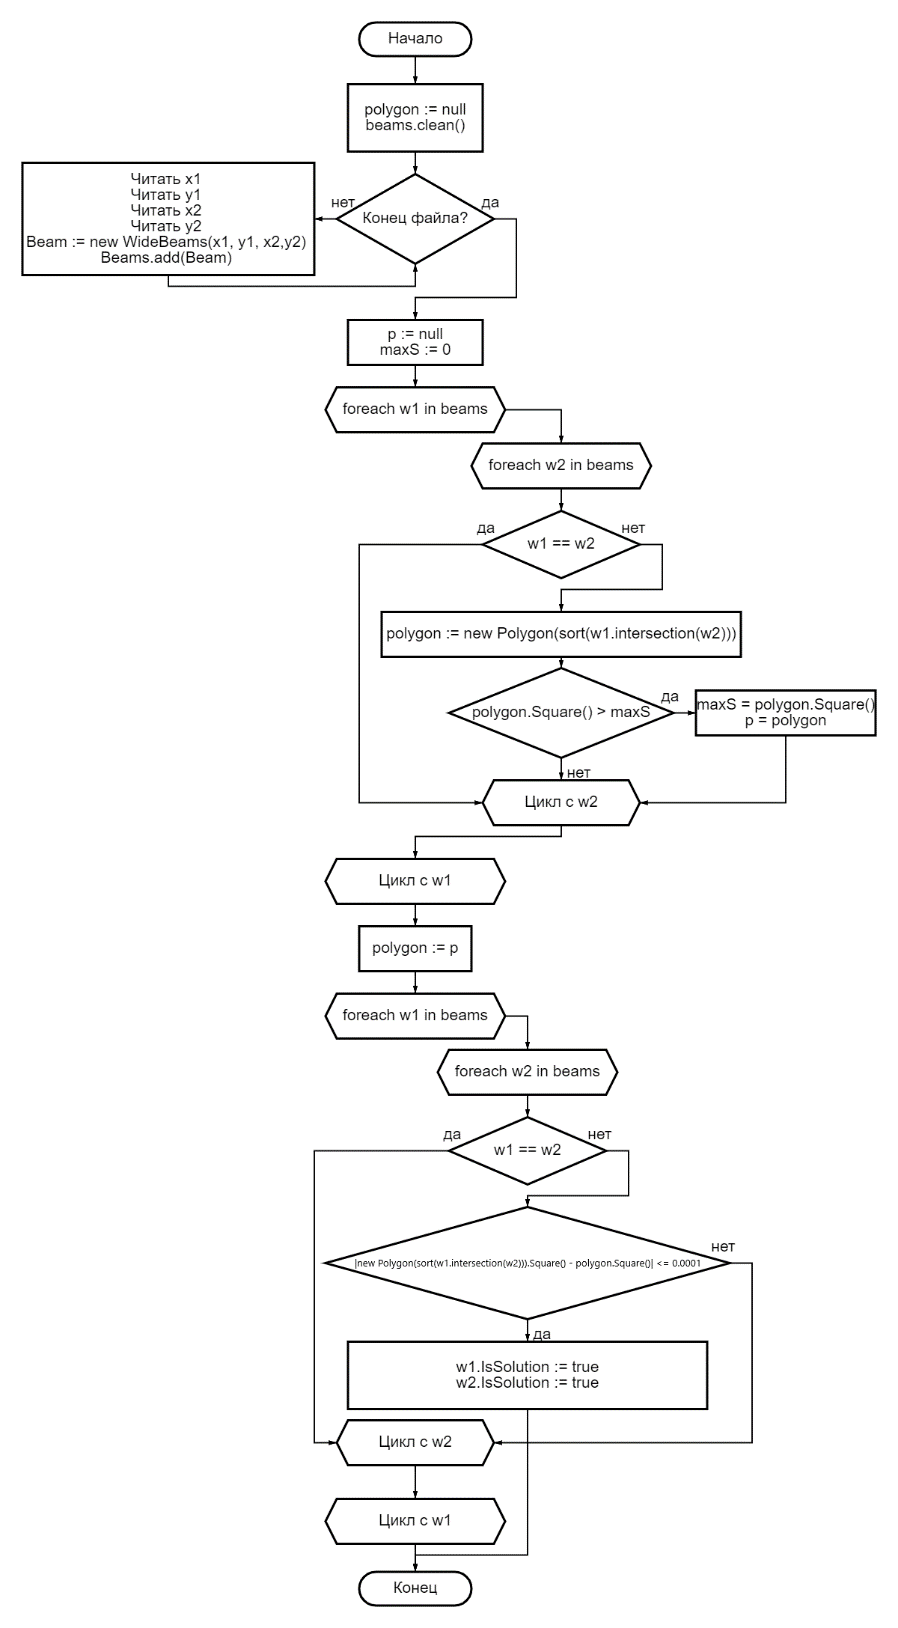 Начало
polygon := null
beams.clean()
Читать x1
Читать y1
Читать x2
Читать y2
Beam := new WideBeams(x1, y1, x2,y2)
Beams.add(Beam)
нет
Конец файла?
да
p := null
maxS := 0
foreach w1 in beams
foreach w2 in beams
да
нет
w1 == w2
polygon := new Polygon(sort(w1.intersection(w2)))
polygon.Square() > maxS
да
maxS = polygon.Square()
p = polygon
нет
Цикл с w2
Цикл с w1
polygon := p
foreach w1 in beams
foreach w2 in beams
да
нет
w1 == w2
нет
|new Polygon(sort(w1.intersection(w2))).Square() - polygon.Square()| <= 0.0001
да
w1.IsSolution := true
w2.IsSolution := true
Цикл с w2
Цикл с w1
Конец